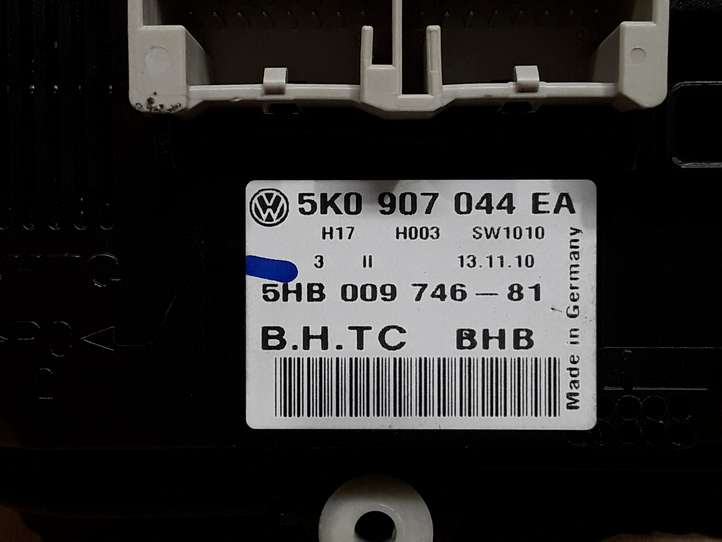 5K0 907 044 EA
H17 H003 SW1010
3 II 13.11.10
5HB 009 746-81
B.H.TC BHB
Made in Germany